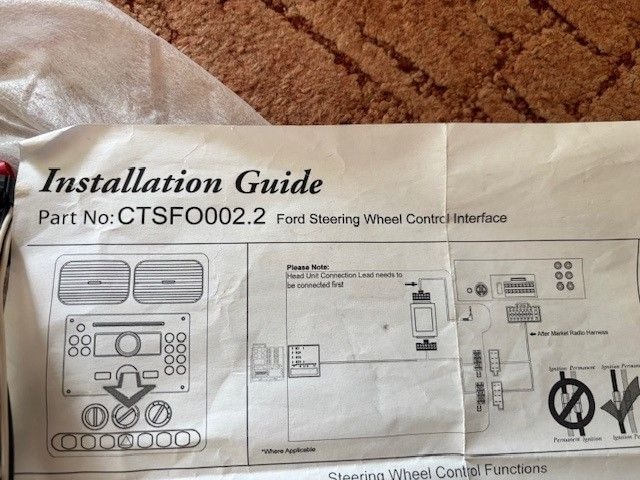 Installation Guide
Part No: CTSFO002.2 Ford Steering Wheel Control Interface
Please Note:
Head Unit Connection Lead needs to
be connected first
After Market Radio Harness
Ignition Permanent Ignition
Permanent Ignition
*Where Applicable
Steering Wheel Control Functions